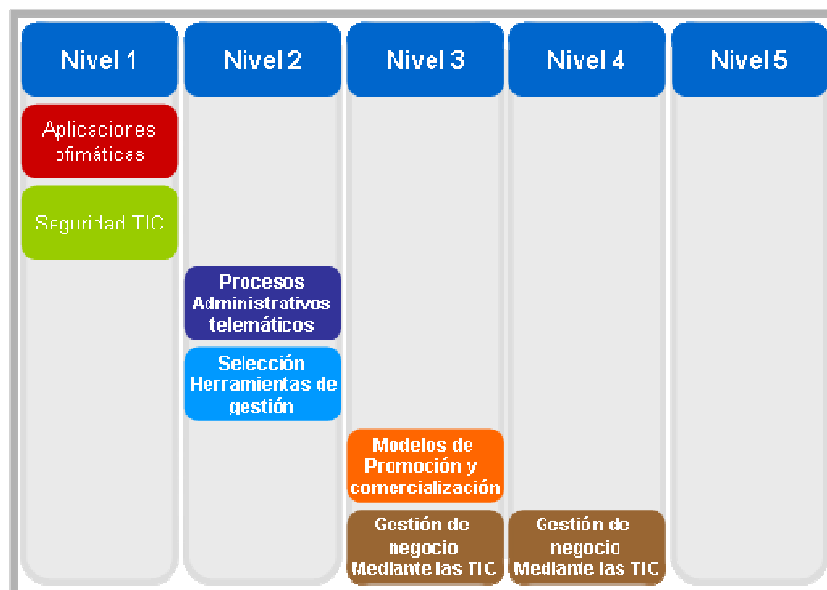 Nivel 1
Nivel 2
Nivel 3
Nivel 4
Nivel 5
Aplicaciones
ofimáticas
Seguridad TIC
Procesos
Administrativos
telemáticos
Selección
Herramientas de
gestión
Modelos de
Promoción y
comercialización
Gestión de
negocio
Mediante las TIC
Gestión de
negocio
Mediante las TIC